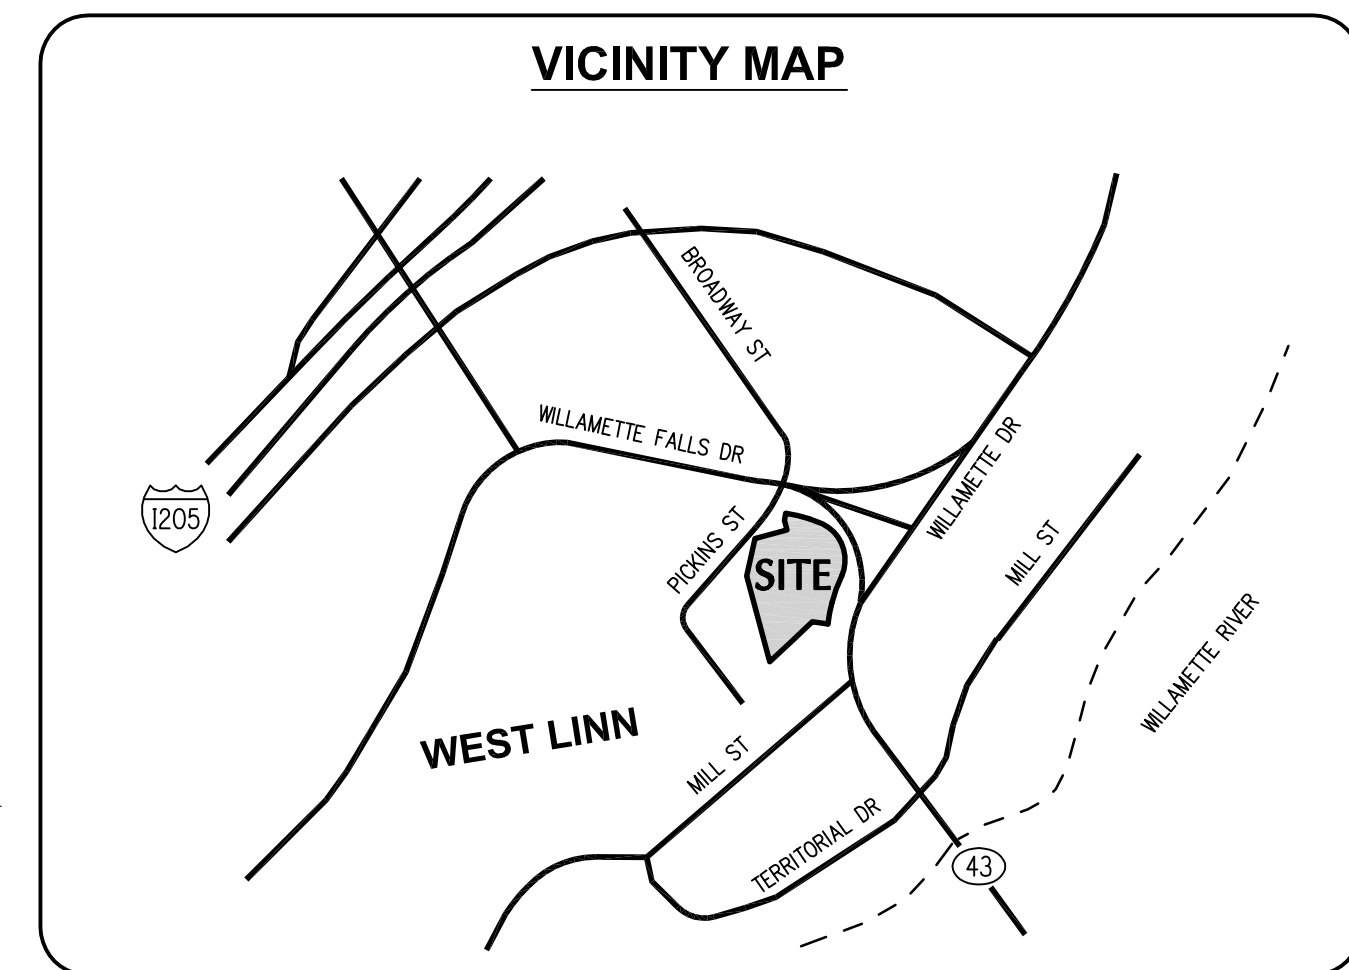 VICINITY MAP
BROADWAY ST
WILLAMETTE FALLS DR
WILLAMETTE DR
I205
PICKINS ST
SITE
MILL ST
WILLAMETTE RIVER
WEST LINN
MILL ST
TERRITORIAL DR
43